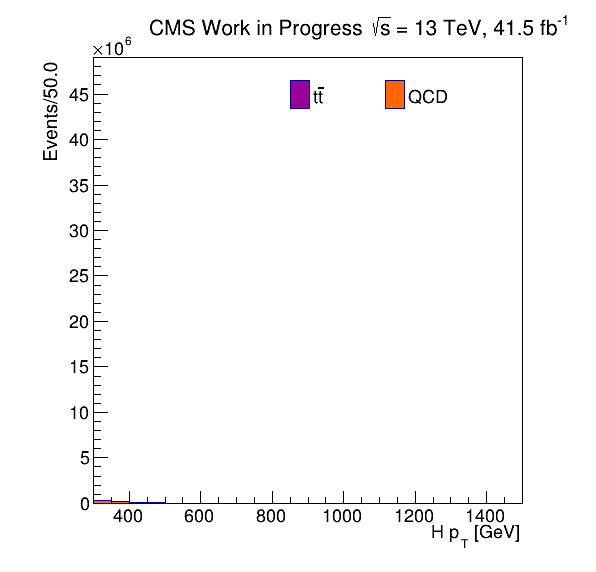 CMS Work in Progress √s = 13 TeV, 41.5 fb⁻¹
×10⁶
Events/50.0
tt̄
QCD
45
40
35
30
25
20
15
10
5
0
400 600 800 1000 1200 1400
H p_T [GeV]